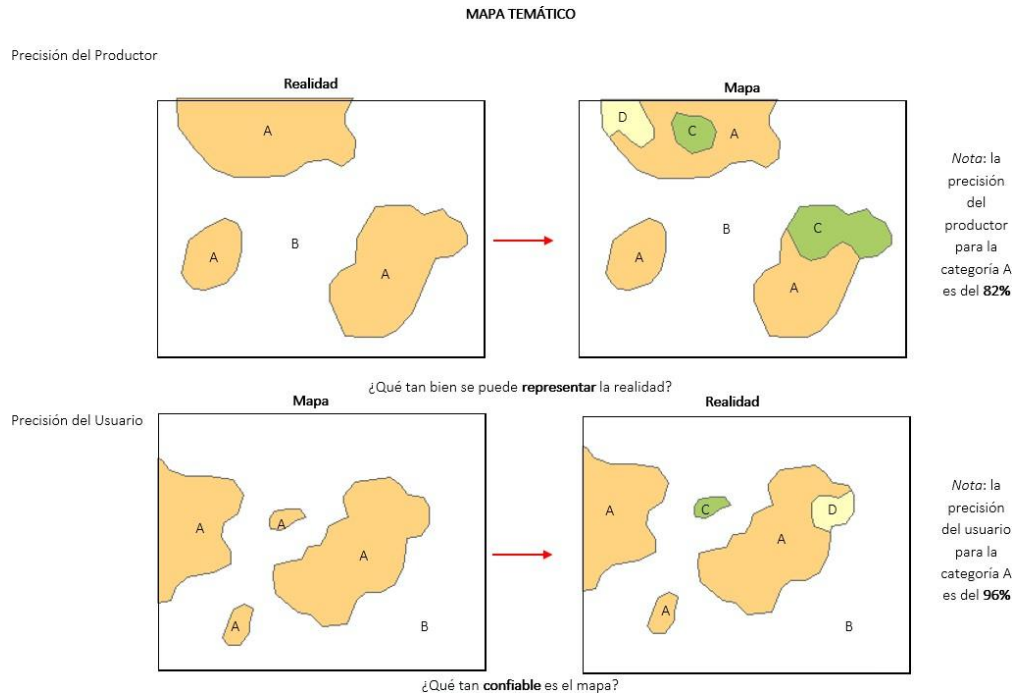 MAPA TEMÁTICO
Precisión del Productor
Realidad
A
A
B
A
Mapa
D
C
A
A
B
C
A
Nota: la
precisión
del
productor
para la
categoría A
es del 82%
¿Qué tan bien se puede representar la realidad?
Precisión del Usuario
Mapa
A
A
A
A
B
Realidad
A
C
D
A
A
B
Nota: la
precisión
del usuario
para la
categoría A
es del 96%
¿Qué tan confiable es el mapa?